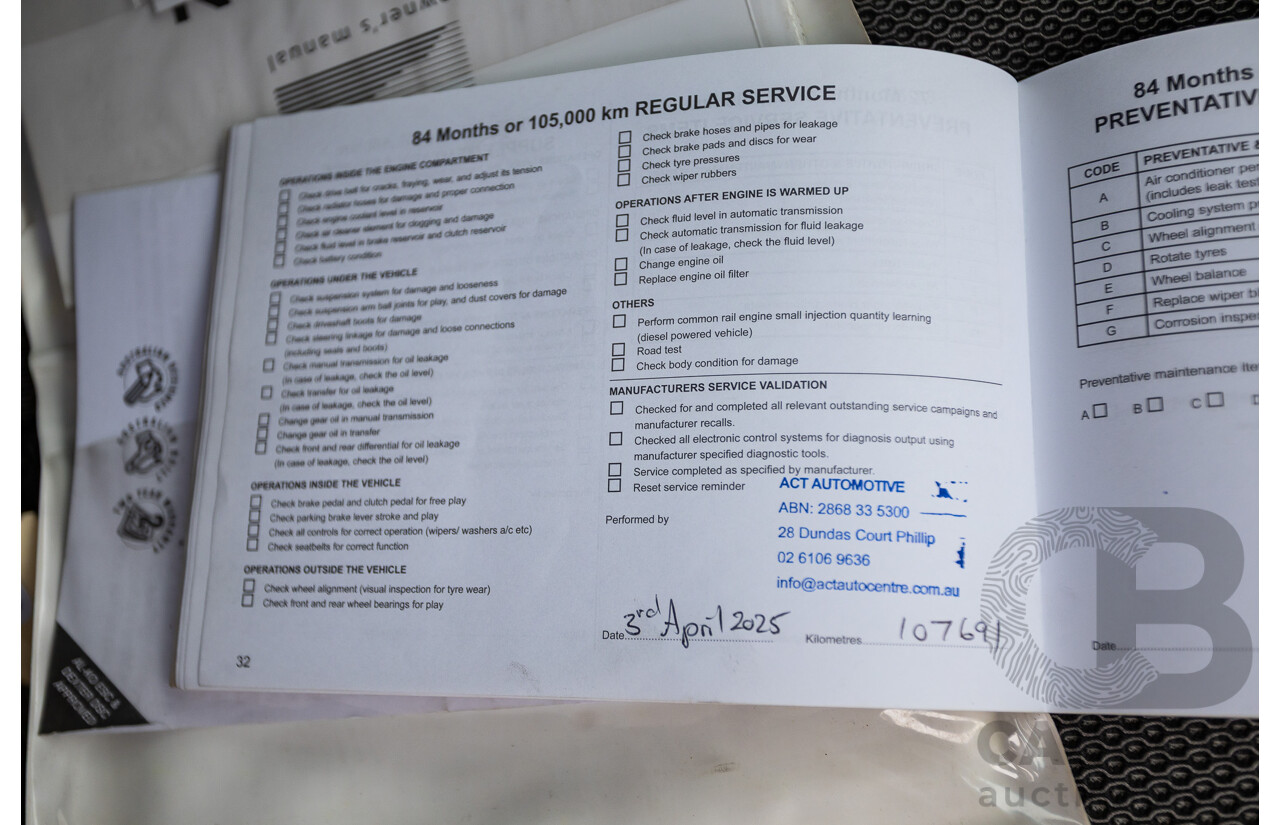 owner's manual
84 Months or 105,000 km REGULAR SERVICE
OPERATIONS INSIDE THE ENGINE COMPARTMENT
Check drive belt for cracks, fraying, wear, and adjust its tension
Check radiator hoses for damage and proper connection
Check engine coolant level in reservoir
Check air cleaner element for clogging and damage
Check fluid level in brake reservoir and clutch reservoir
Check battery condition
OPERATIONS UNDER THE VEHICLE
Check suspension system for damage and looseness
Check suspension arm ball joints for play, and dust covers for damage
Check driveshaft boots for damage
Check steering linkage for damage and loose connections
(including seals and boots)
Check manual transmission for oil leakage
(In case of leakage, check the oil level)
Check transfer for oil leakage
(In case of leakage, check the oil level)
Change gear oil in manual transmission
Change gear oil in transfer
Check front and rear differential for oil leakage
(In case of leakage, check the oil level)
OPERATIONS INSIDE THE VEHICLE
Check brake pedal and clutch pedal for free play
Check parking brake lever stroke and play
Check all controls for correct operation (wipers/ washers a/c etc)
Check seatbelts for correct function
OPERATIONS OUTSIDE THE VEHICLE
Check wheel alignment (visual inspection for tyre wear)
Check front and rear wheel bearings for play
32
Check brake hoses and pipes for leakage
Check brake pads and discs for wear
Check tyre pressures
Check wiper rubbers
OPERATIONS AFTER ENGINE IS WARMED UP
Check fluid level in automatic transmission
Check automatic transmission for fluid leakage
(In case of leakage, check the fluid level)
Change engine oil
Replace engine oil filter
OTHERS
Perform common rail engine small injection quantity learning
(diesel powered vehicle)
Road test
Check body condition for damage
MANUFACTURERS SERVICE VALIDATION
Checked for and completed all relevant outstanding service campaigns and
manufacturer recalls.
Checked all electronic control systems for diagnosis output using
manufacturer specified diagnostic tools.
Service completed as specified by manufacturer.
Reset service reminder
Performed by
ACT AUTOMOTIVE
ABN: 2868 33 5300
28 Dundas Court Phillip
02 6106 9636
info@actautocentre.com.au
Date 3rd April 2025 Kilometres 107691
84 Months
PREVENTATIV
CODE PREVENTATIVE &
A Air conditioner per
(includes leak test
B Cooling system p
C Wheel alignment
D Rotate tyres
E Wheel balance
F Replace wiper bl
G Corrosion inspe
Preventative maintenance Ite
A B C D
Date
CB
CA
auct